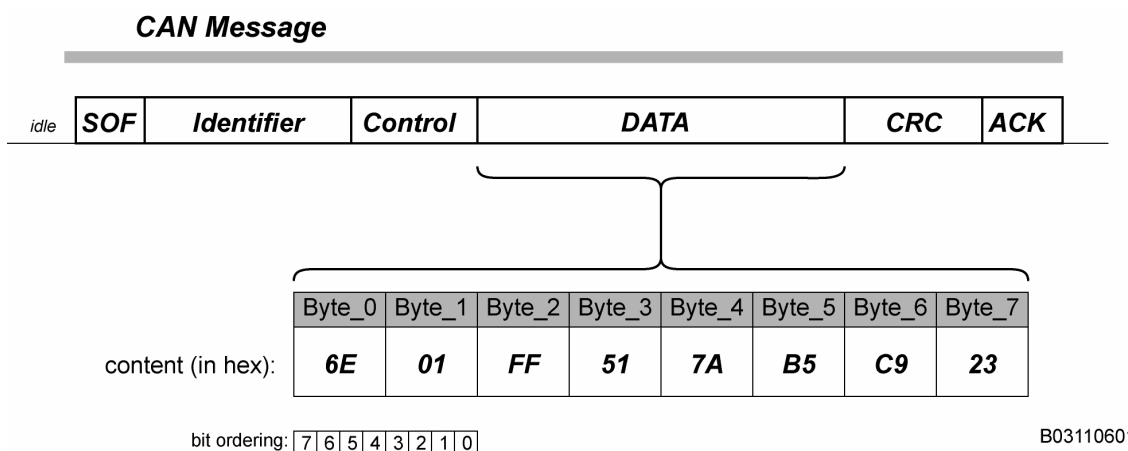 CAN Message
idle SOF Identifier Control DATA CRC ACK
Byte_0 Byte_1 Byte_2 Byte_3 Byte_4 Byte_5 Byte_6 Byte_7
content (in hex): 6E 01 FF 51 7A B5 C9 23
bit ordering: 7 6 5 4 3 2 1 0
B0311060